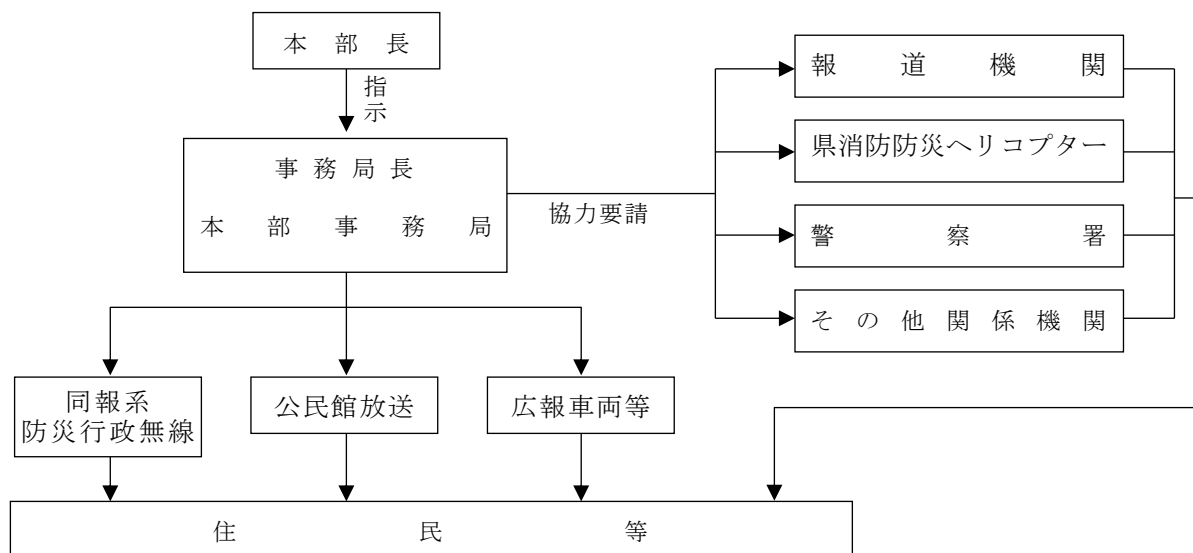 本部長
指示
事務局長
本部事務局
協力要請
報道機関
県消防防災ヘリコプター
警察署
その他関係機関
同報系
防災行政無線
公民館放送
広報車両等
住民等